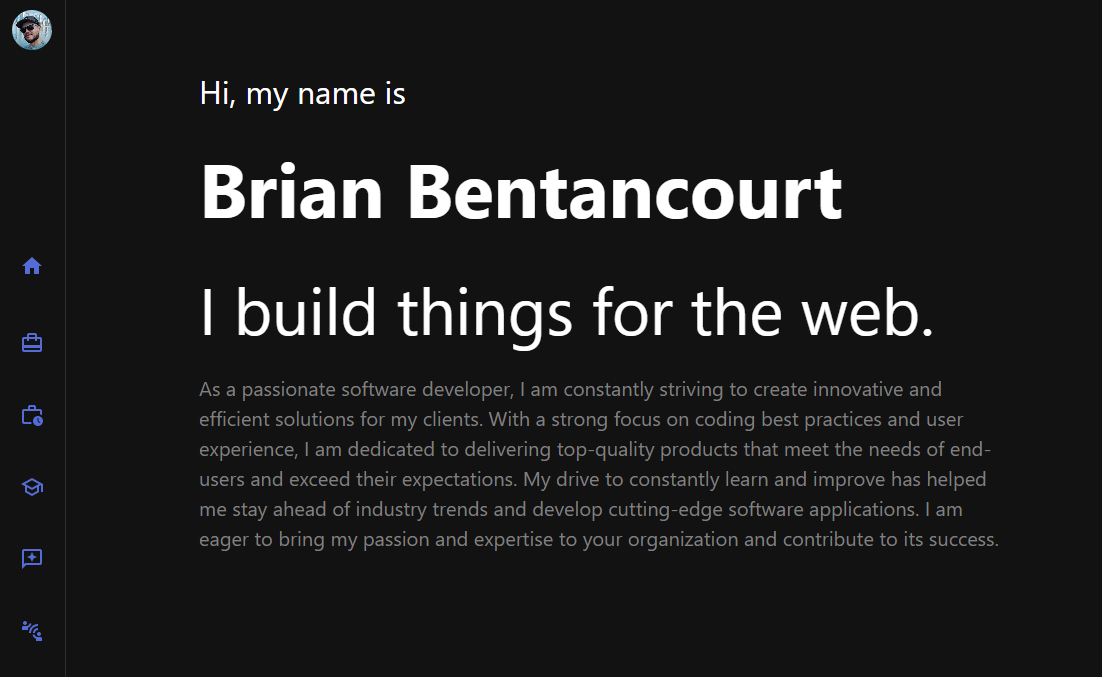 Hi, my name is
Brian Bentancourt
I build things for the web.
As a passionate software developer, I am constantly striving to create innovative and
efficient solutions for my clients. With a strong focus on coding best practices and user
experience, I am dedicated to delivering top-quality products that meet the needs of end-
users and exceed their expectations. My drive to constantly learn and improve has helped
me stay ahead of industry trends and develop cutting-edge software applications. I am
eager to bring my passion and expertise to your organization and contribute to its success.